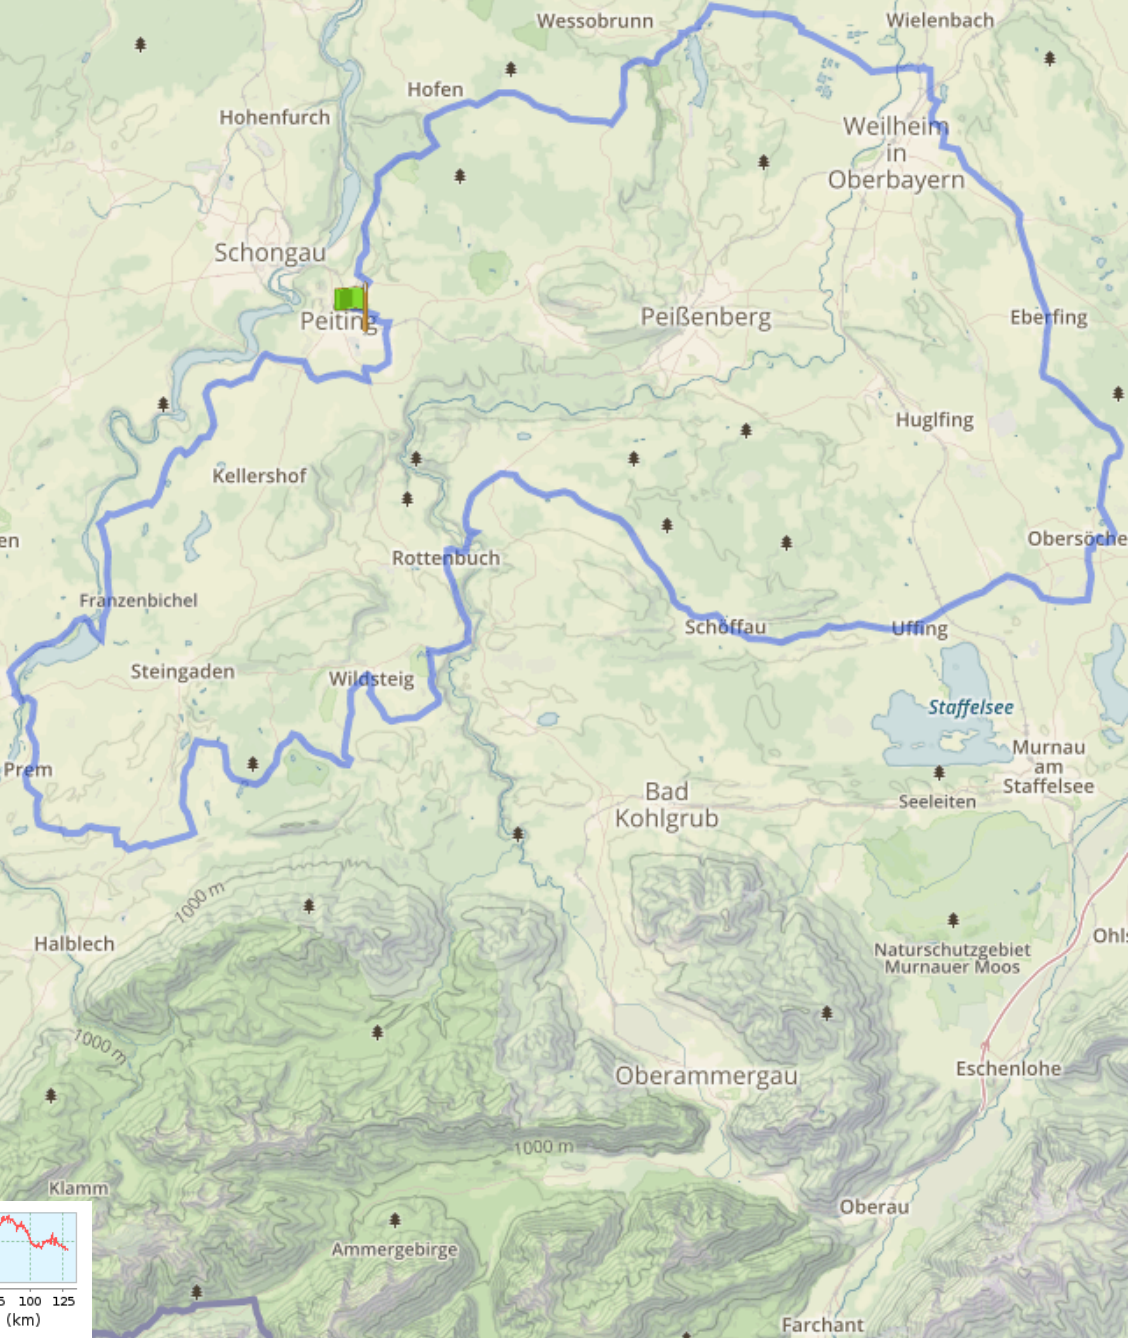 Wessobrunn
Wielenbach
Hofen
Hohenfurch
Weilheim
in
Oberbayern
Schongau
Peiting
Peißenberg
Eberfing
Huglfing
Kellershof
en
Obersöche
Rottenbuch
Franzenbichel
Schöffau
Uffing
Steingaden
Wildsteig
Staffelsee
Prem
Murnau
am
Staffelsee
Bad
Kohlgrub
Seeleiten
1000 m
Halblech
Naturschutzgebiet
Murnauer Moos
Ohls
1000 m
Eschenlohe
Oberammergau
1000 m
Klamm
Oberau
Ammergebirge
5 100 125
(km)
Farchant